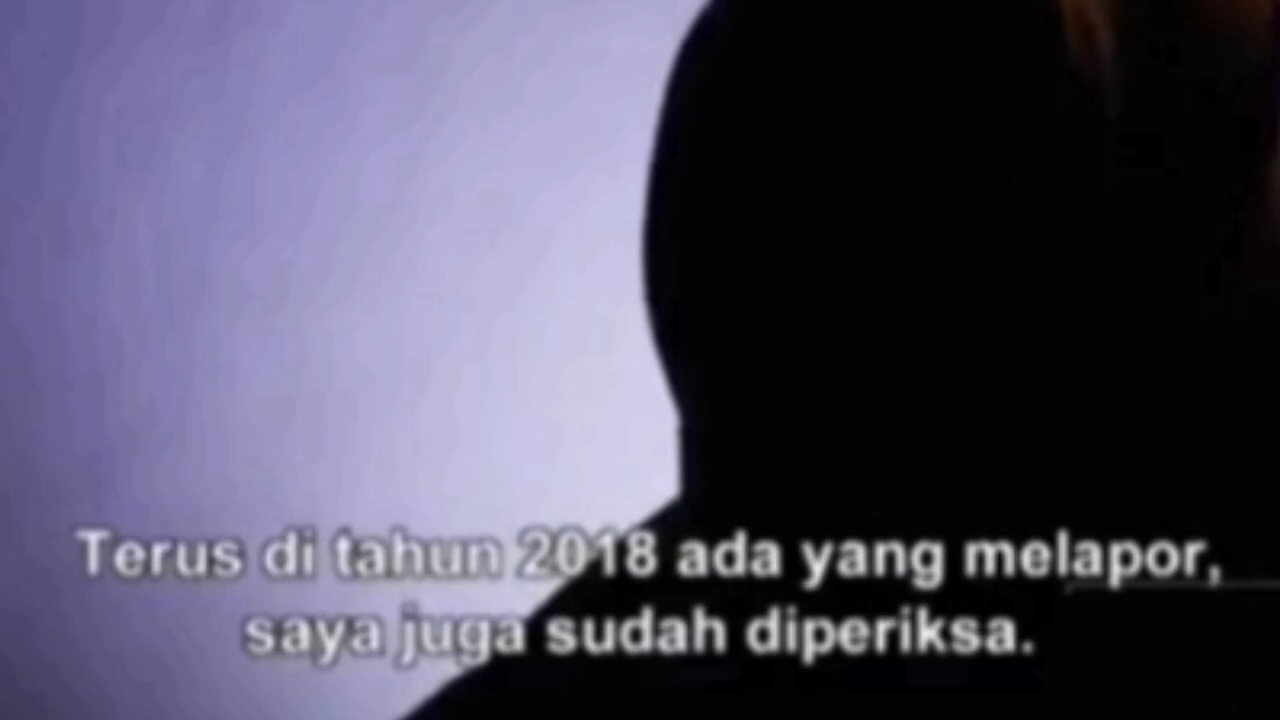 Terus di tahun 2018 ada yang melapor,
saya juga sudah diperiksa.